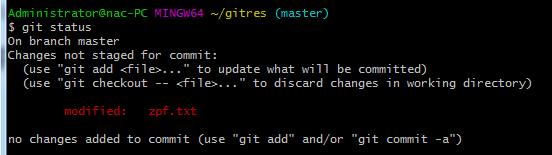 Administrator@nac-PC MINGW64 ~/gitres (master)
$ git status
On branch master
Changes not staged for commit:
  (use "git add <file>..." to update what will be committed)
  (use "git checkout -- <file>..." to discard changes in working directory)
        modified:   zpf.txt
no changes added to commit (use "git add" and/or "git commit -a")